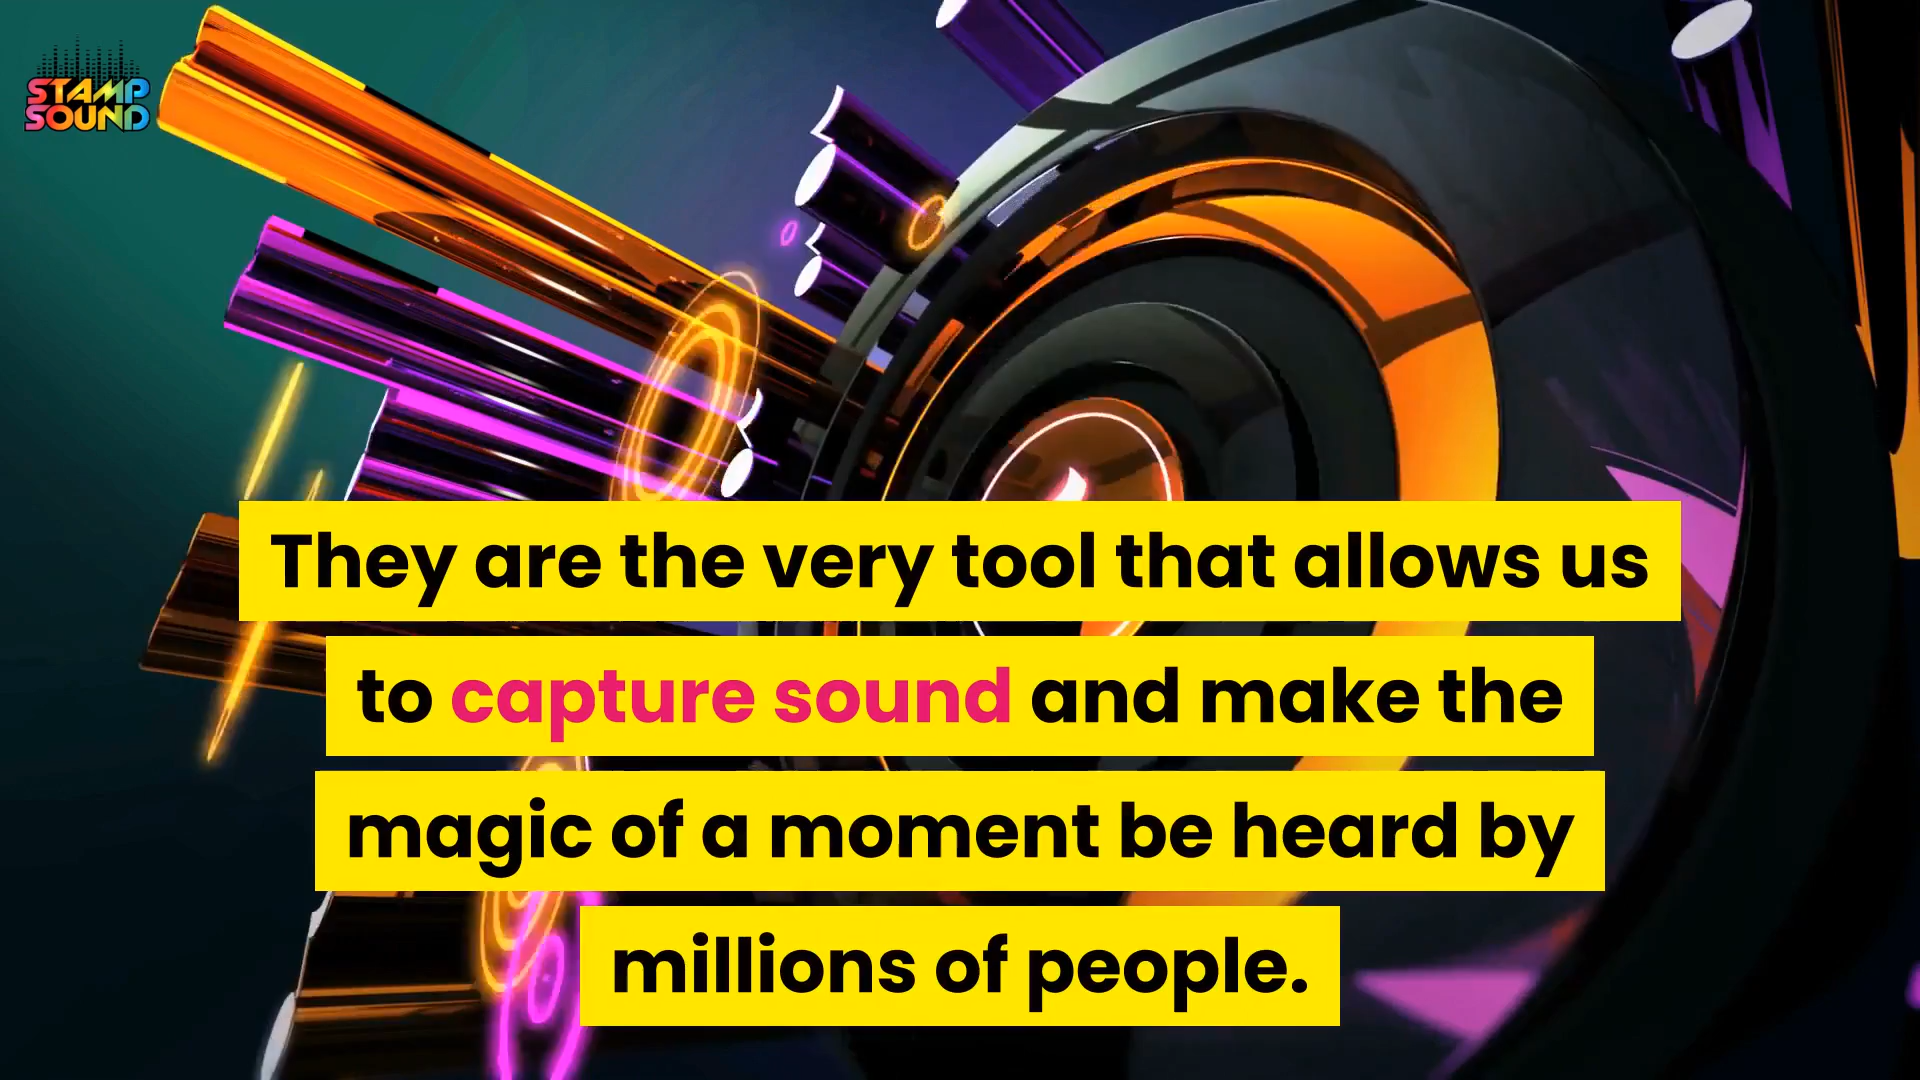 STAMP
SOUND
They are the very tool that allows us
to capture sound and make the
magic of a moment be heard by
millions of people.